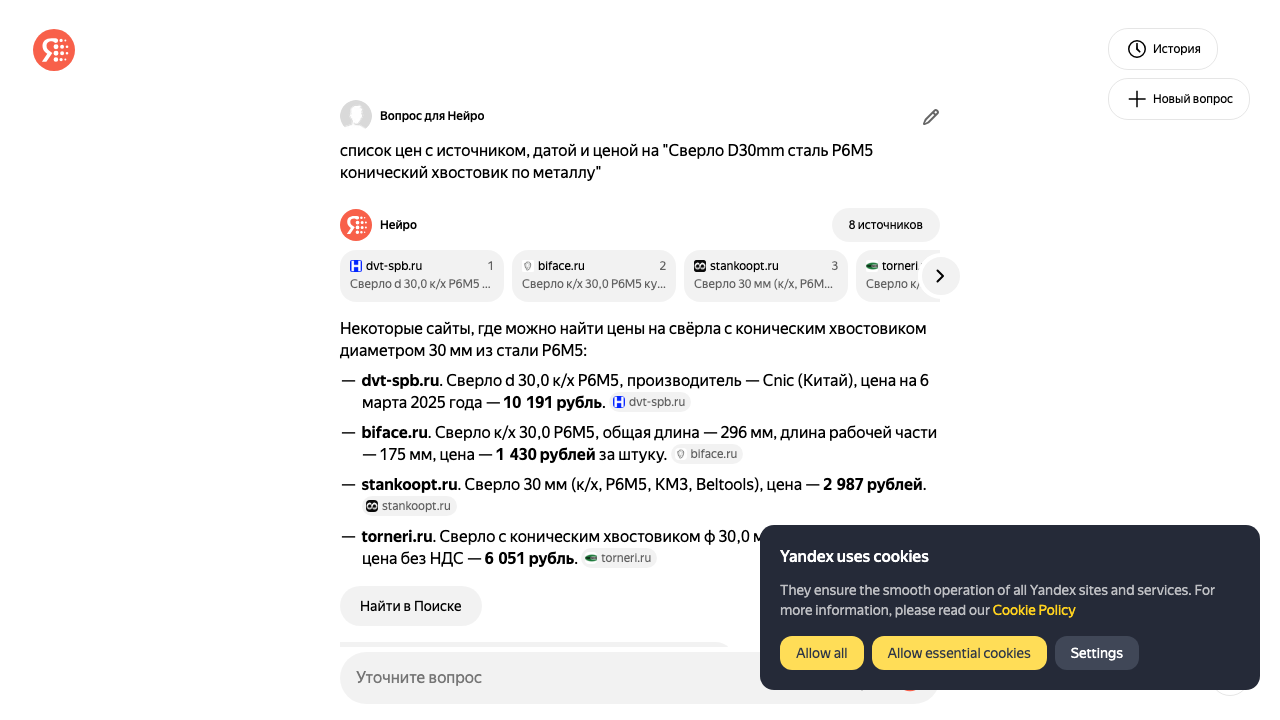 История
Новый вопрос
Вопрос для Нейро
список цен с источником, датой и ценой на "Сверло D30mm сталь Р6М5
конический хвостовик по металлу"
Нейро
8 источников
dvt-spb.ru 1
Сверло d 30,0 к/х Р6М5 ...
biface.ru 2
Сверло к/х 30,0 Р6М5 ку...
stankoopt.ru 3
Сверло 30 мм (к/х, Р6М...
torneri
Сверло к/
Некоторые сайты, где можно найти цены на свёрла с коническим хвостовиком
диаметром 30 мм из стали Р6М5:
— dvt-spb.ru. Сверло d 30,0 к/х Р6М5, производитель — Cnic (Китай), цена на 6
марта 2025 года — 10 191 рубль. dvt-spb.ru
— biface.ru. Сверло к/х 30,0 Р6М5, общая длина — 296 мм, длина рабочей части
— 175 мм, цена — 1 430 рублей за штуку. biface.ru
— stankoopt.ru. Сверло 30 мм (к/х, Р6М5, КМ3, Beltools), цена — 2 987 рублей.
stankoopt.ru
— torneri.ru. Сверло с коническим хвостовиком ф 30,0 м
цена без НДС — 6 051 рубль. torneri.ru
Найти в Поиске
Уточните вопрос
Yandex uses cookies
They ensure the smooth operation of all Yandex sites and services. For
more information, please read our Cookie Policy
Allow all
Allow essential cookies
Settings